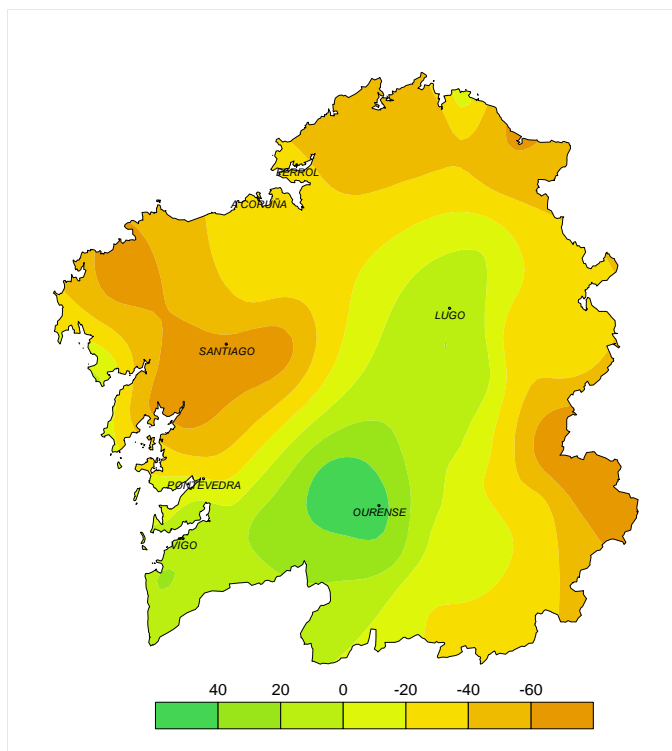 FERROL
A CORUÑA
LUGO
SANTIAGO
PONTEVEDRA
OURENSE
VIGO
40 20 0 -20 -40 -60